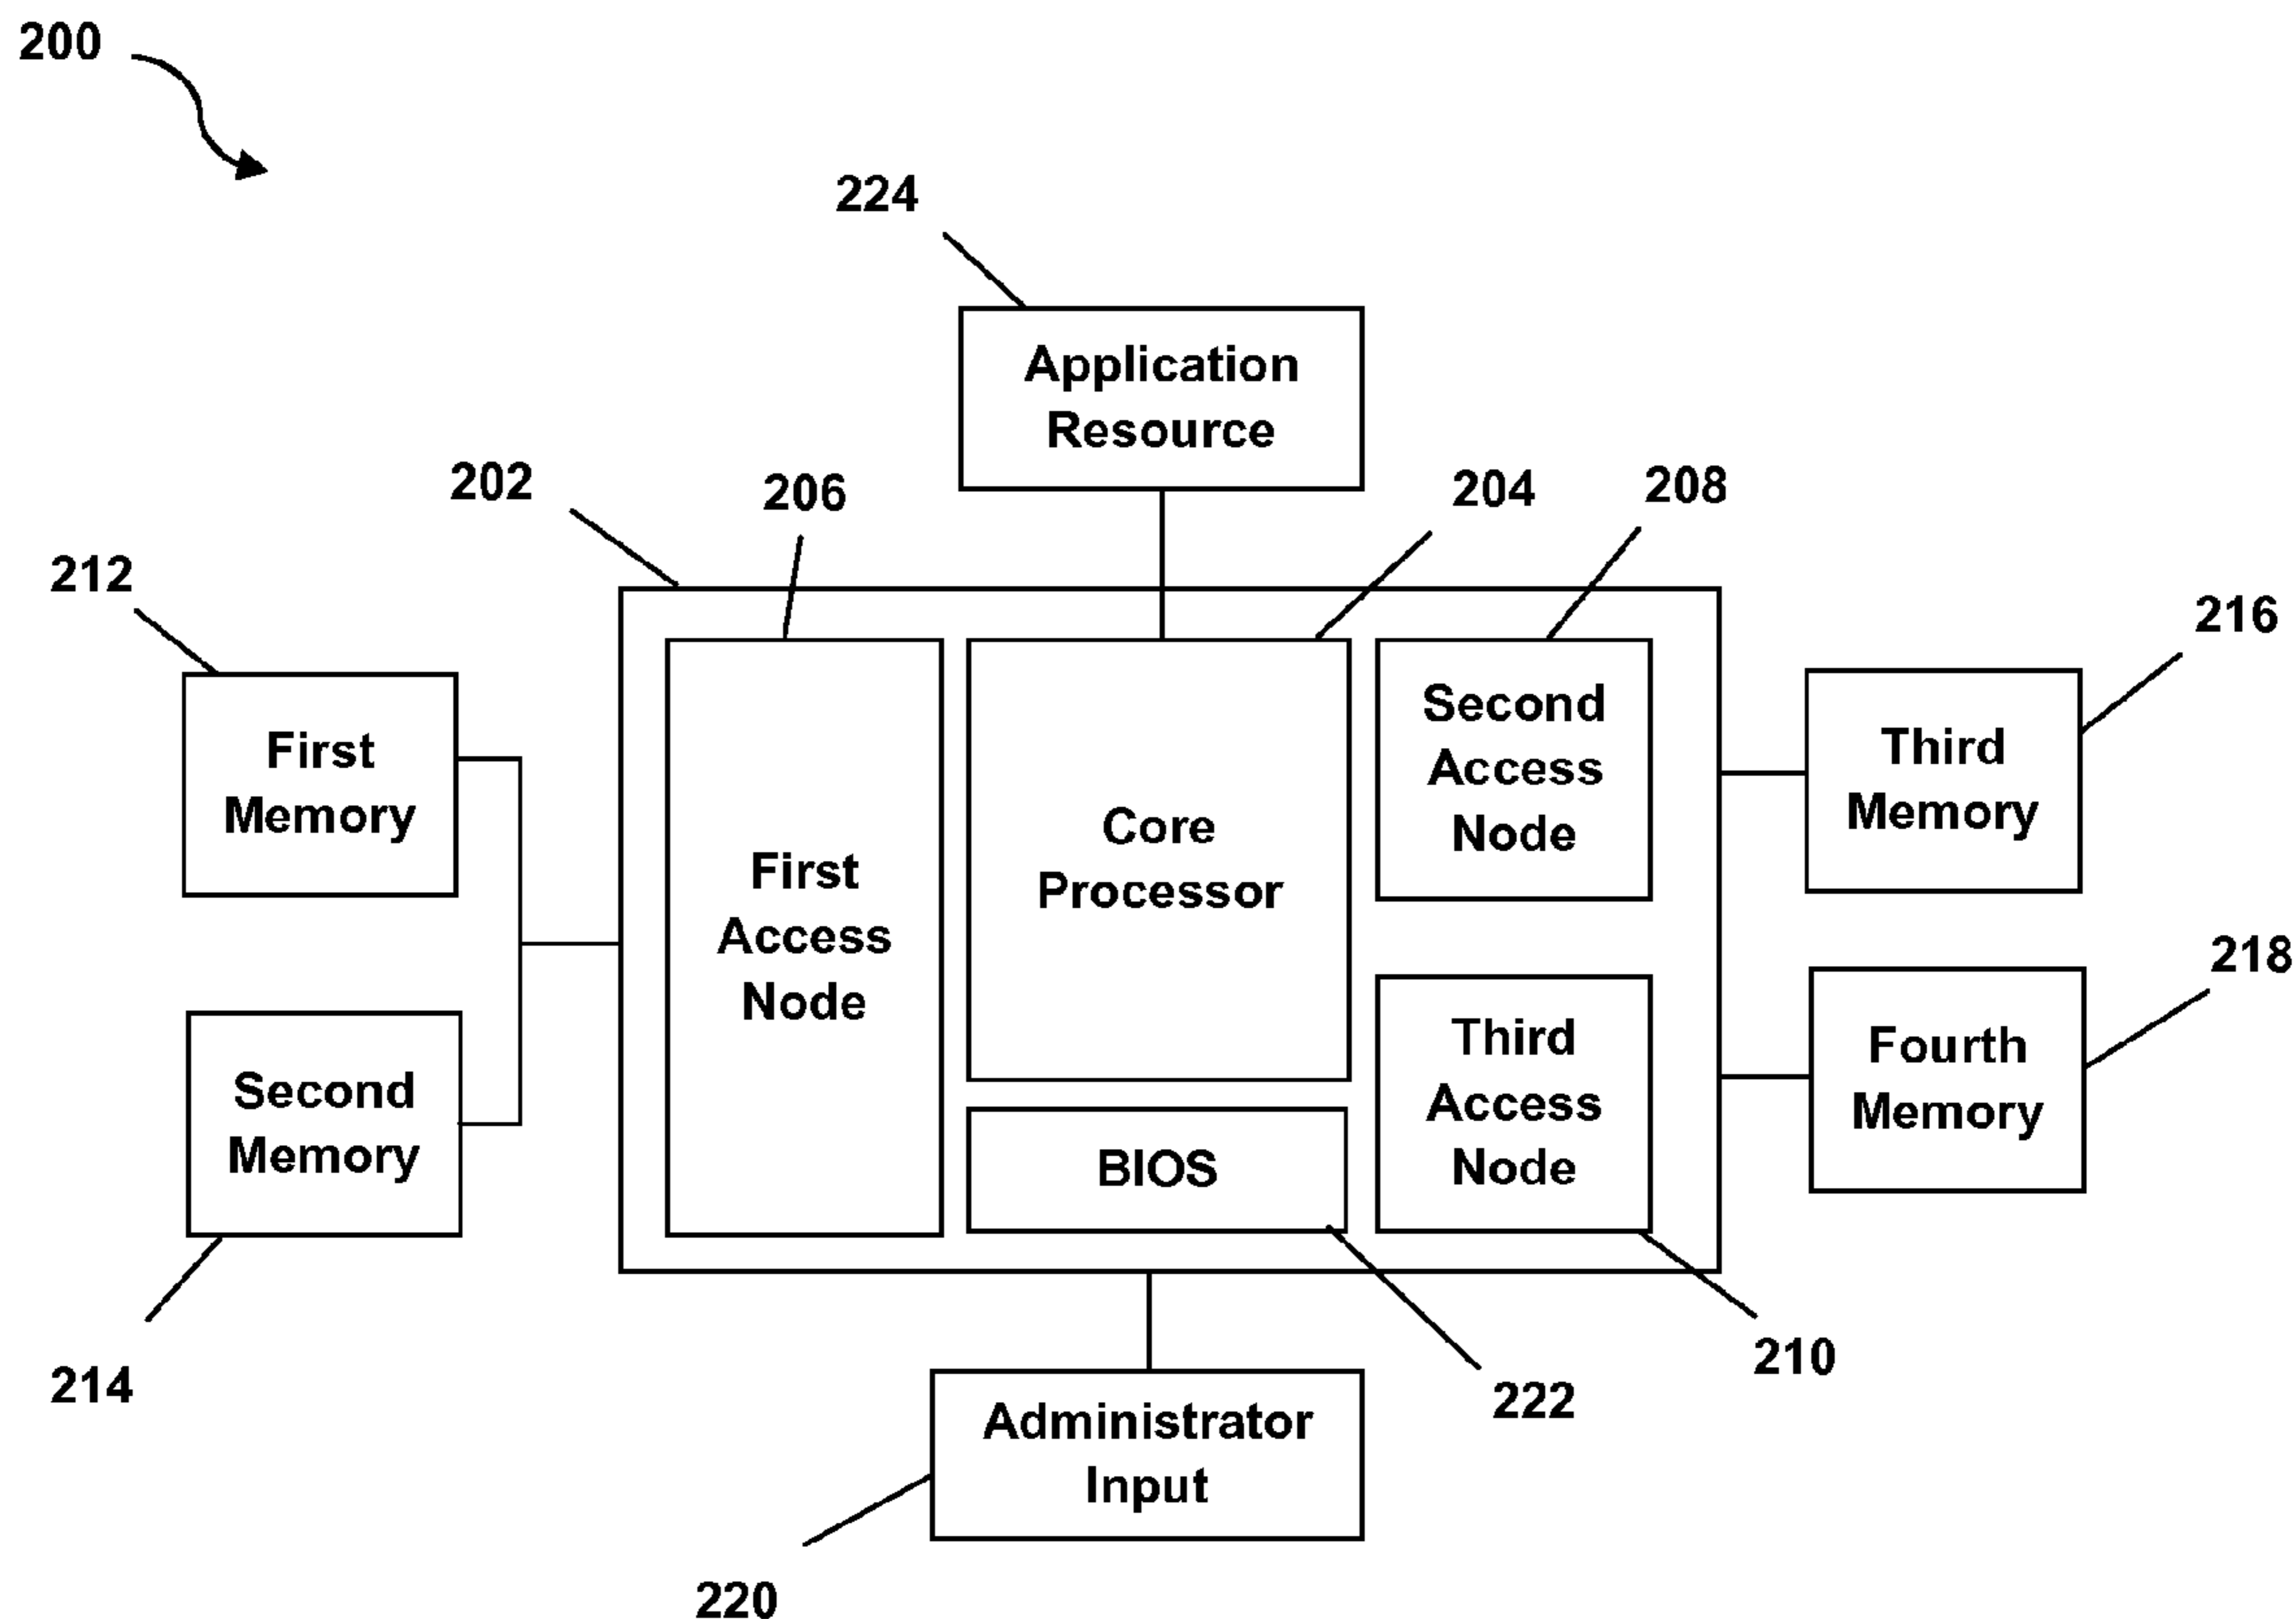 200
224
Application
Resource
202
206
204
208
212
216
First
Memory
First
Access
Node
Core
Processor
Second
Access
Node
Third
Memory
218
Second
Memory
BIOS
Third
Access
Node
Fourth
Memory
214
210
222
Administrator
Input
220